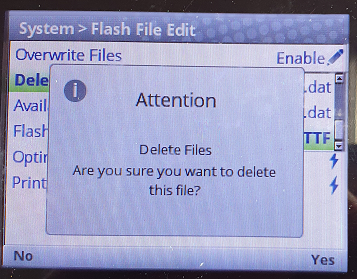 System > Flash File Edit
Overwrite Files Enable
Dele .dat
Avail .dat
Flash TTF
Optim
Print
i
Attention
Delete Files
Are you sure you want to delete
this file?
No Yes